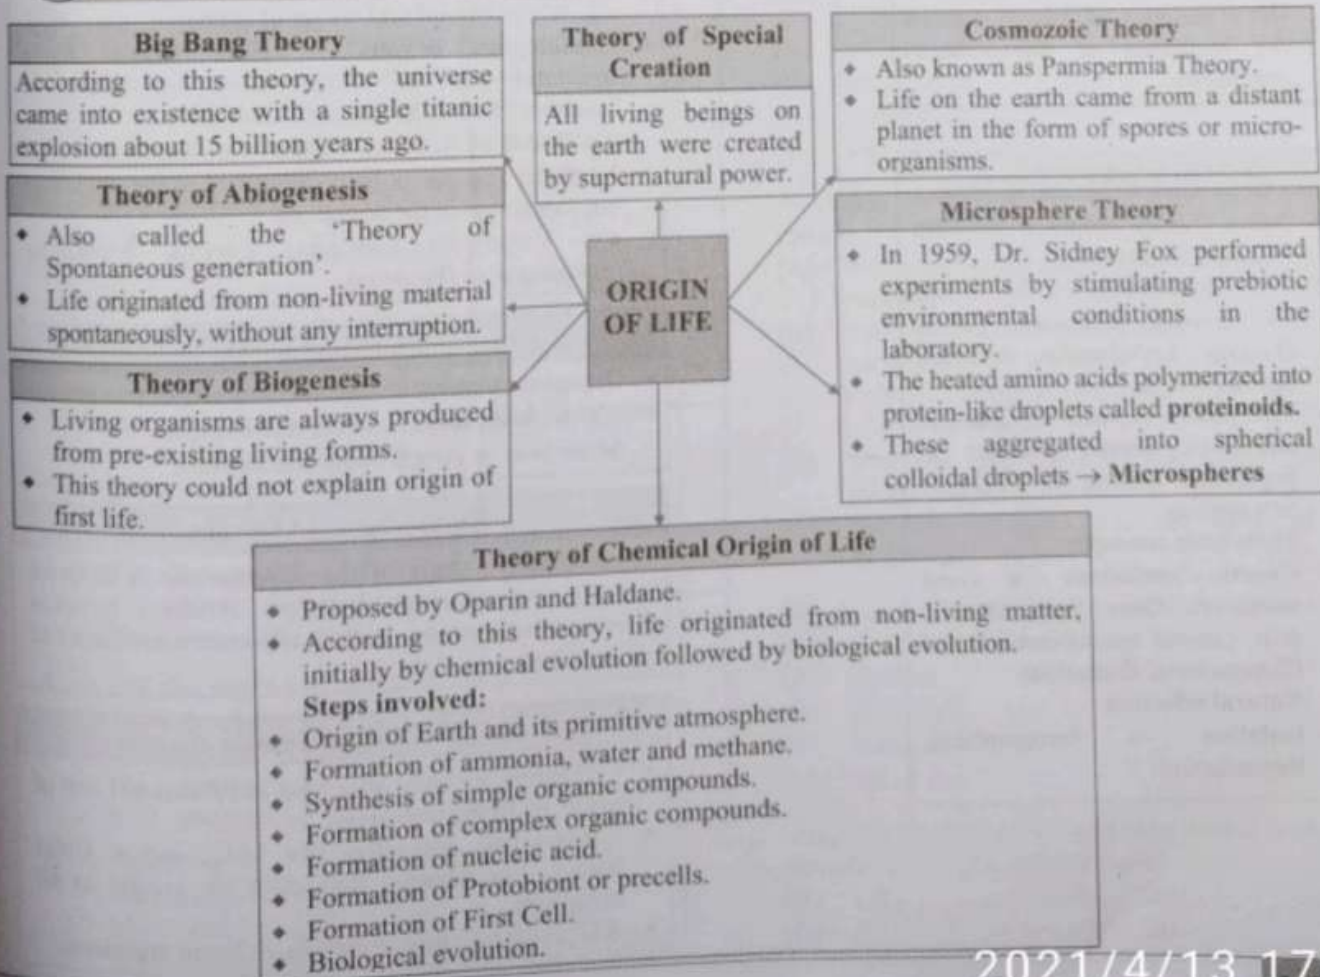 Big Bang Theory
According to this theory, the universe
came into existence with a single titanic
explosion about 15 billion years ago.
Theory of Abiogenesis
• Also called the 'Theory of
Spontaneous generation'.
• Life originated from non-living material
spontaneously, without any interruption.
Theory of Biogenesis
• Living organisms are always produced
from pre-existing living forms.
• This theory could not explain origin of
first life.
Theory of Special
Creation
All living beings on
the earth were created
by supernatural power.
ORIGIN
OF LIFE
Cosmozoic Theory
• Also known as Panspermia Theory.
• Life on the earth came from a distant
planet in the form of spores or micro-
organisms.
Microsphere Theory
• In 1959, Dr. Sidney Fox performed
experiments by stimulating prebiotic
environmental conditions in the
laboratory.
• The heated amino acids polymerized into
protein-like droplets called proteinoids.
• These aggregated into spherical
colloidal droplets → Microspheres
Theory of Chemical Origin of Life
• Proposed by Oparin and Haldane.
• According to this theory, life originated from non-living matter,
initially by chemical evolution followed by biological evolution.
Steps involved:
• Origin of Earth and its primitive atmosphere.
• Formation of ammonia, water and methane.
• Synthesis of simple organic compounds.
• Formation of complex organic compounds.
• Formation of nucleic acid.
• Formation of Protobiont or precells.
• Formation of First Cell.
• Biological evolution.
2021/4/13 17